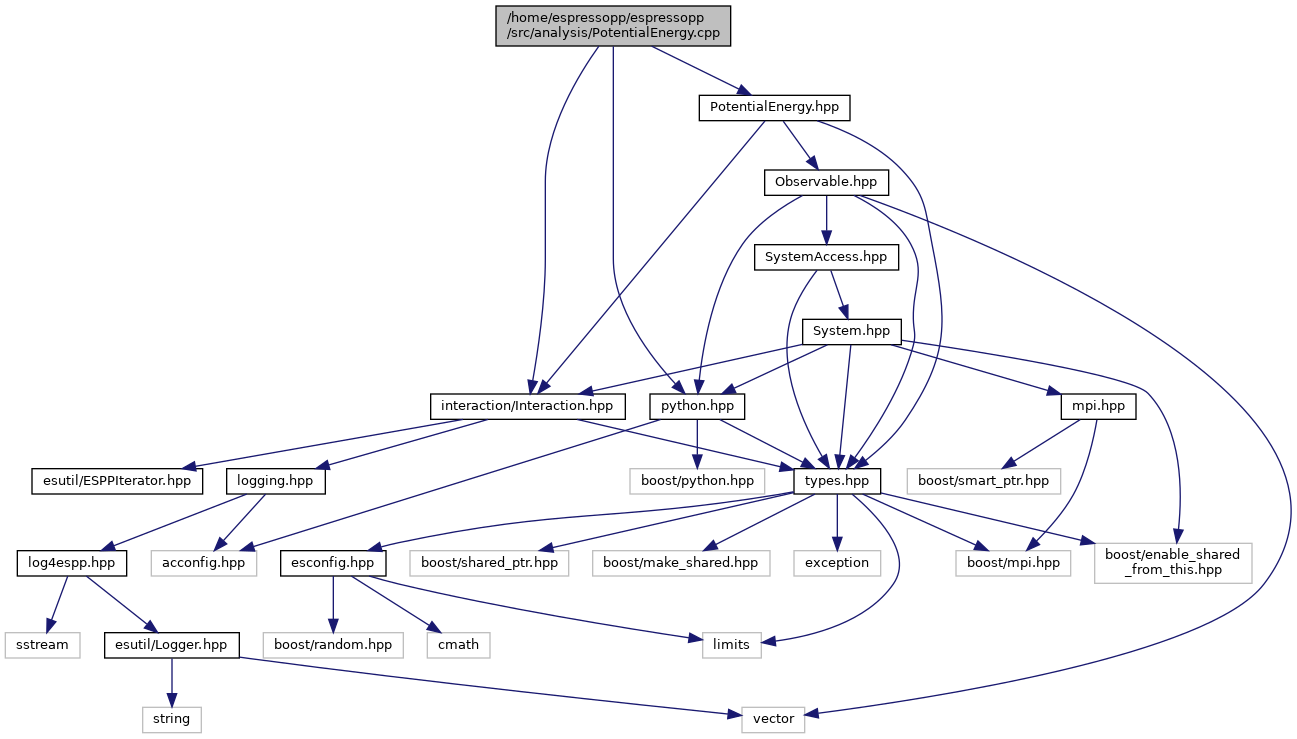 /home/espressopp/espressopp
/src/analysis/PotentialEnergy.cpp
PotentialEnergy.hpp
Observable.hpp
SystemAccess.hpp
System.hpp
interaction/Interaction.hpp
python.hpp
mpi.hpp
esutil/ESPPIterator.hpp
logging.hpp
boost/python.hpp
types.hpp
boost/smart_ptr.hpp
log4espp.hpp
acconfig.hpp
esconfig.hpp
boost/shared_ptr.hpp
boost/make_shared.hpp
exception
boost/mpi.hpp
boost/enable_shared
_from_this.hpp
sstream
esutil/Logger.hpp
boost/random.hpp
cmath
limits
string
vector